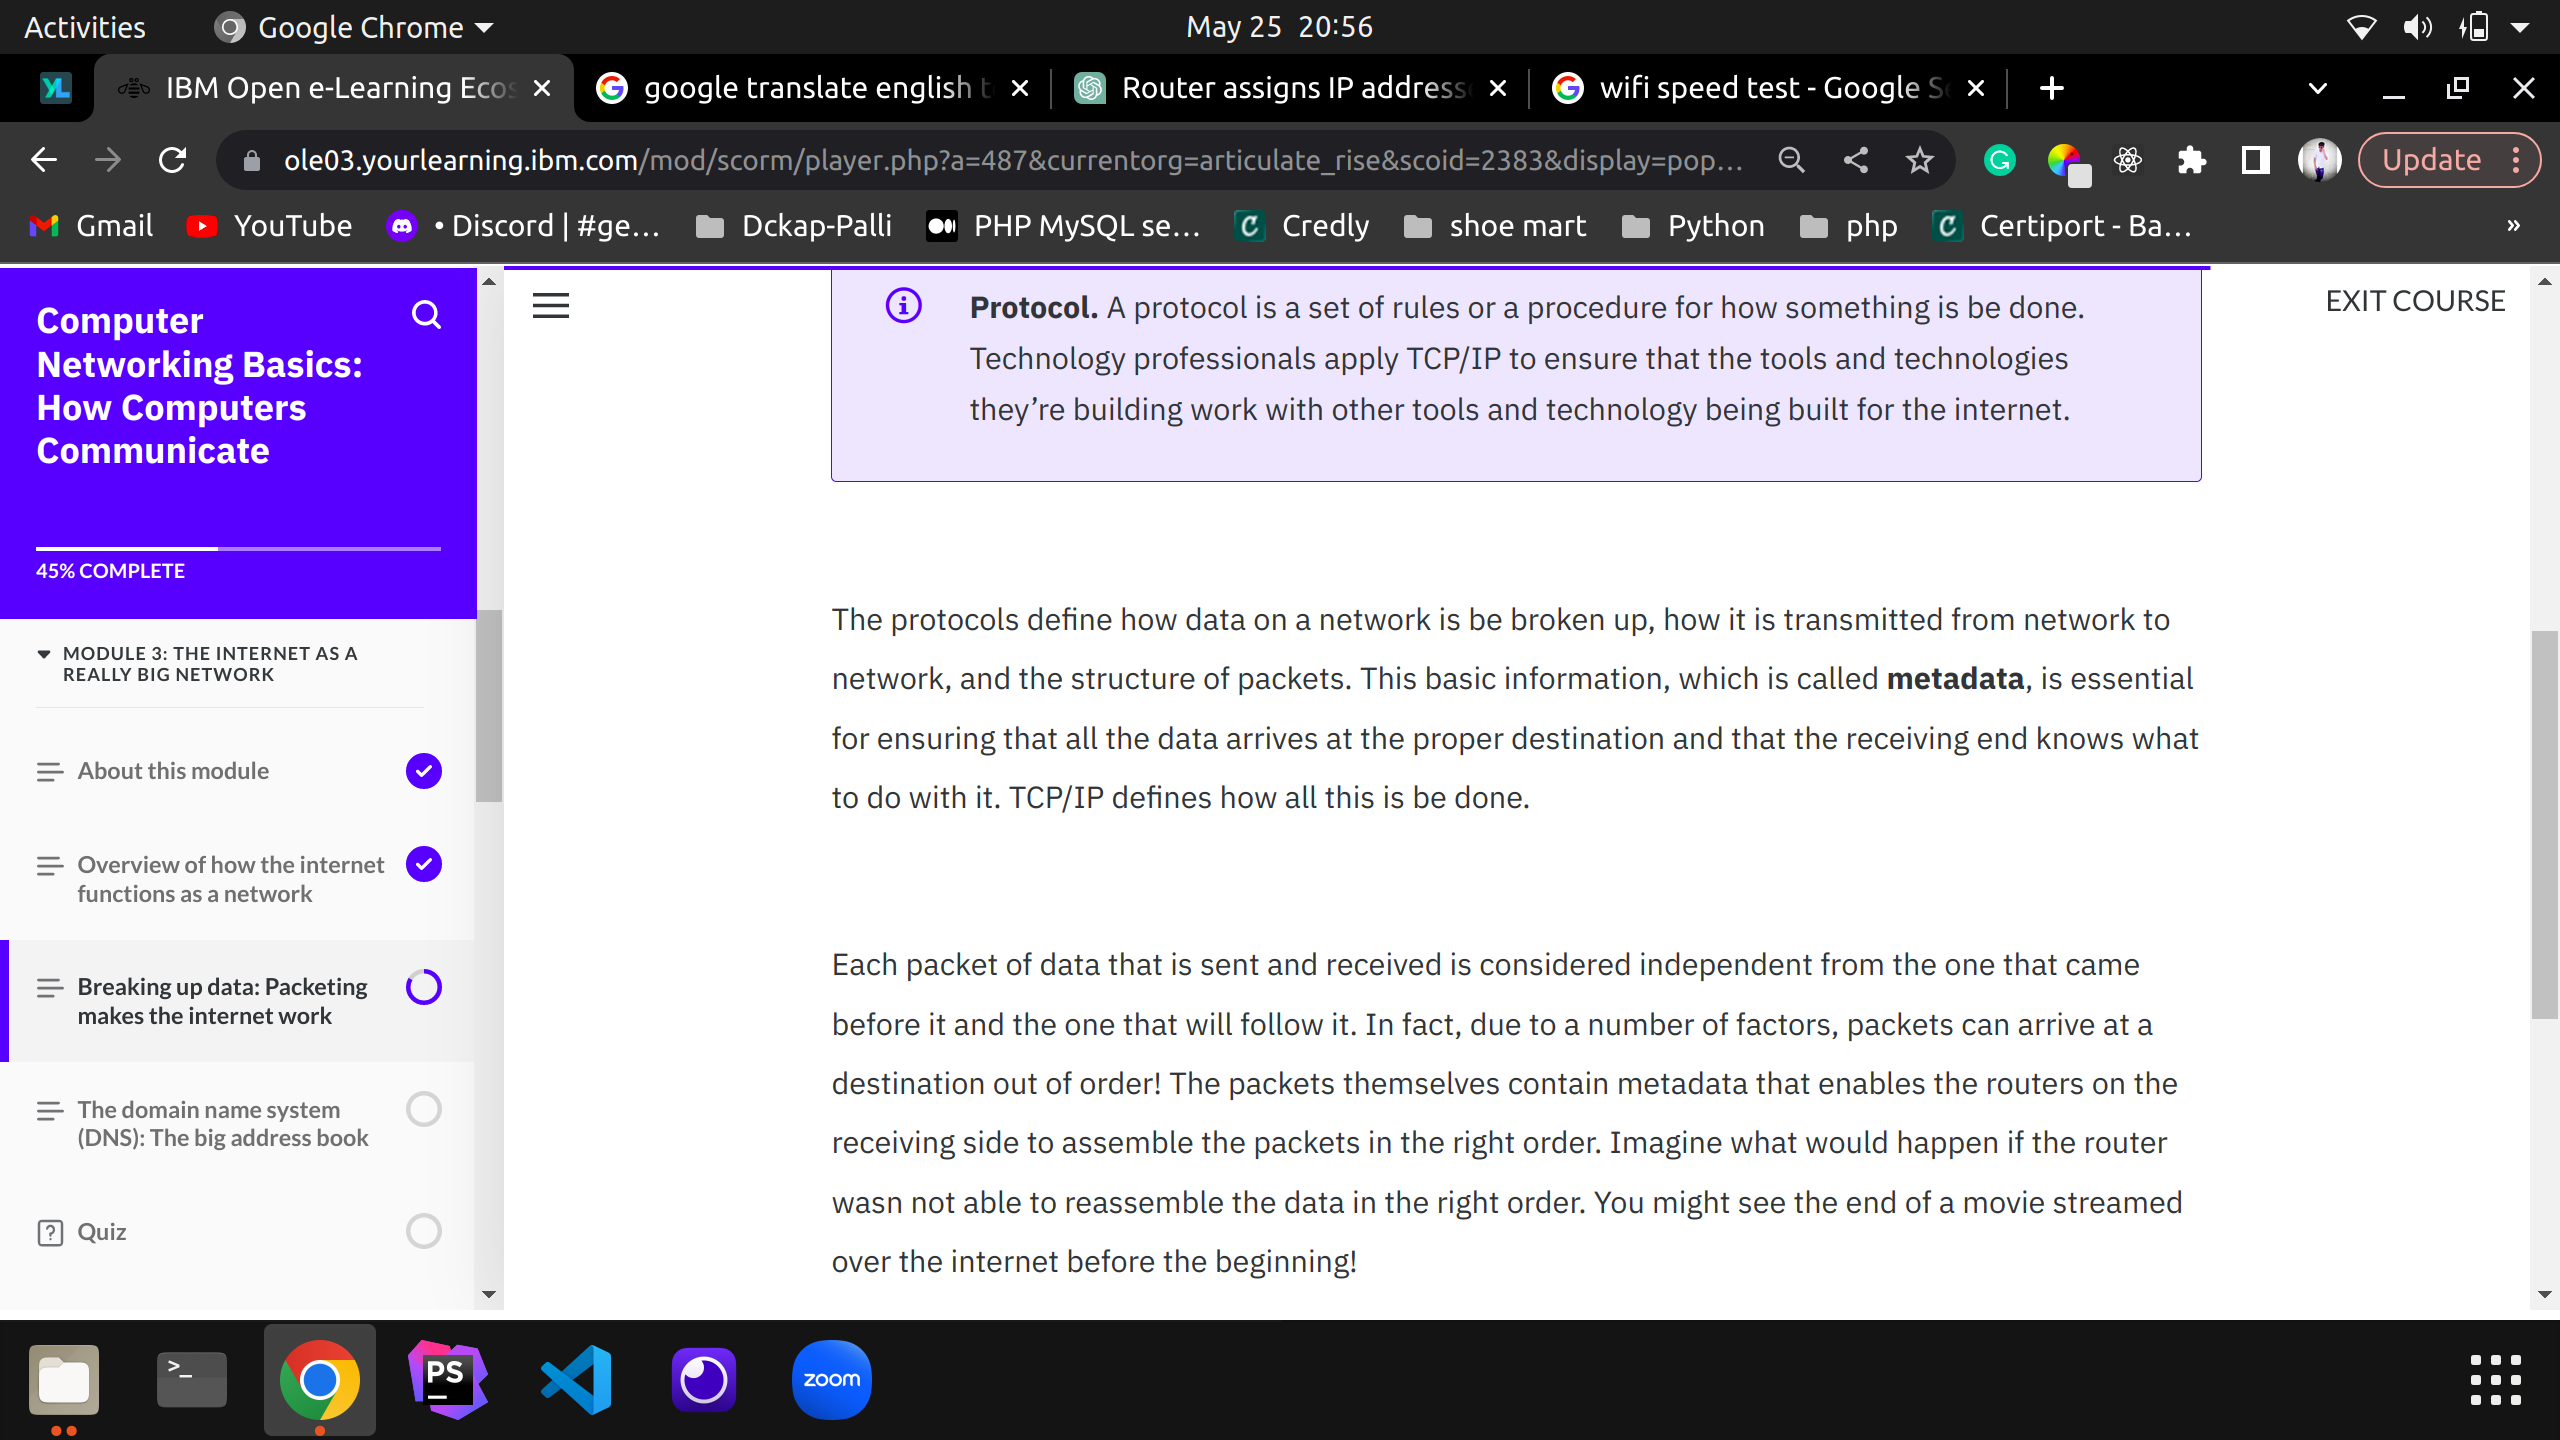 Activities
Google Chrome
May 25 20:56
IBM Open e-Learning Ecos
google translate english t
Router assigns IP addresse
wifi speed test - Google Se
ole03.yourlearning.ibm.com/mod/scorm/player.php?a=487&currentorg=articulate_rise&scoid=2383&display=pop…
Update
Gmail
YouTube
• Discord | #ge…
Dckap-Palli
PHP MySQL se…
Credly
shoe mart
Python
php
Certiport - Ba…
»
Computer
Networking Basics:
How Computers
Communicate
45% COMPLETE
MODULE 3: THE INTERNET AS A
REALLY BIG NETWORK
About this module
Overview of how the internet
functions as a network
Breaking up data: Packeting
makes the internet work
The domain name system
(DNS): The big address book
Quiz
EXIT COURSE
Protocol. A protocol is a set of rules or a procedure for how something is be done.
Technology professionals apply TCP/IP to ensure that the tools and technologies
they’re building work with other tools and technology being built for the internet.
The protocols define how data on a network is be broken up, how it is transmitted from network to
network, and the structure of packets. This basic information, which is called metadata, is essential
for ensuring that all the data arrives at the proper destination and that the receiving end knows what
to do with it. TCP/IP defines how all this is be done.
Each packet of data that is sent and received is considered independent from the one that came
before it and the one that will follow it. In fact, due to a number of factors, packets can arrive at a
destination out of order! The packets themselves contain metadata that enables the routers on the
receiving side to assemble the packets in the right order. Imagine what would happen if the router
wasn not able to reassemble the data in the right order. You might see the end of a movie streamed
over the internet before the beginning!
PS
zoom